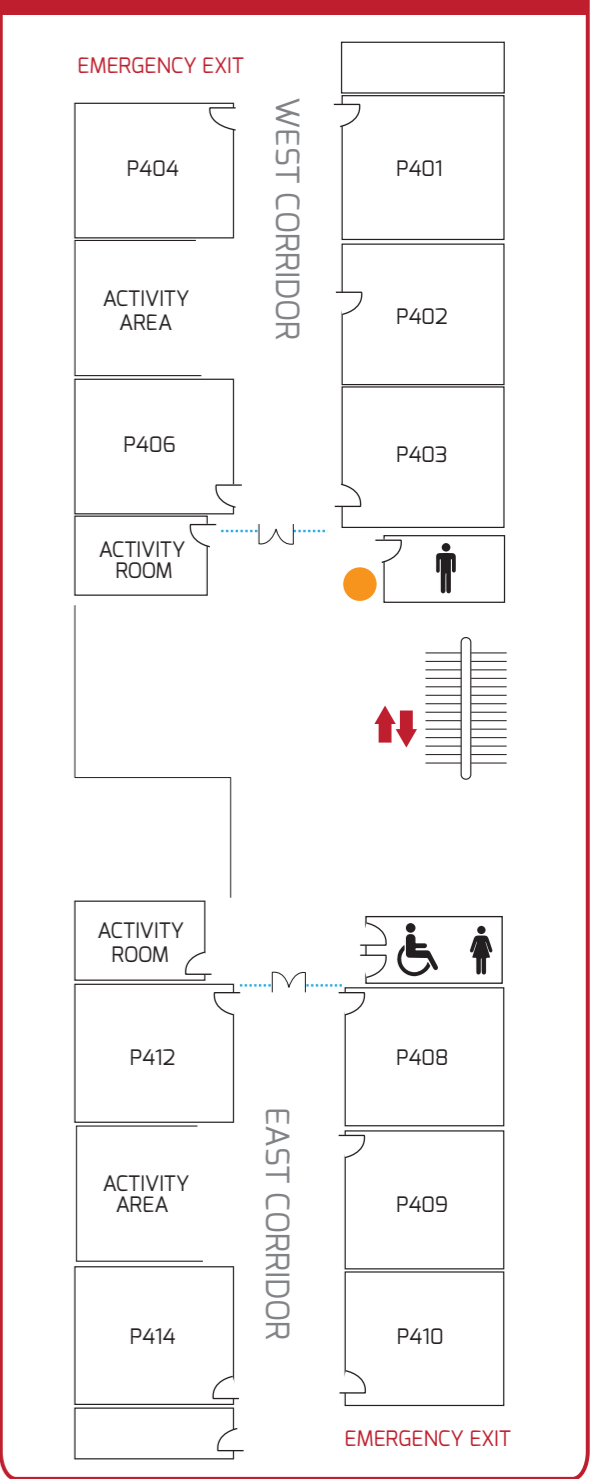 EMERGENCY EXIT
WEST CORRIDOR
P404
P401
ACTIVITY
AREA
P402
P406
P403
ACTIVITY
ROOM
ACTIVITY
ROOM
P412
P408
EAST CORRIDOR
ACTIVITY
AREA
P409
P414
P410
EMERGENCY EXIT